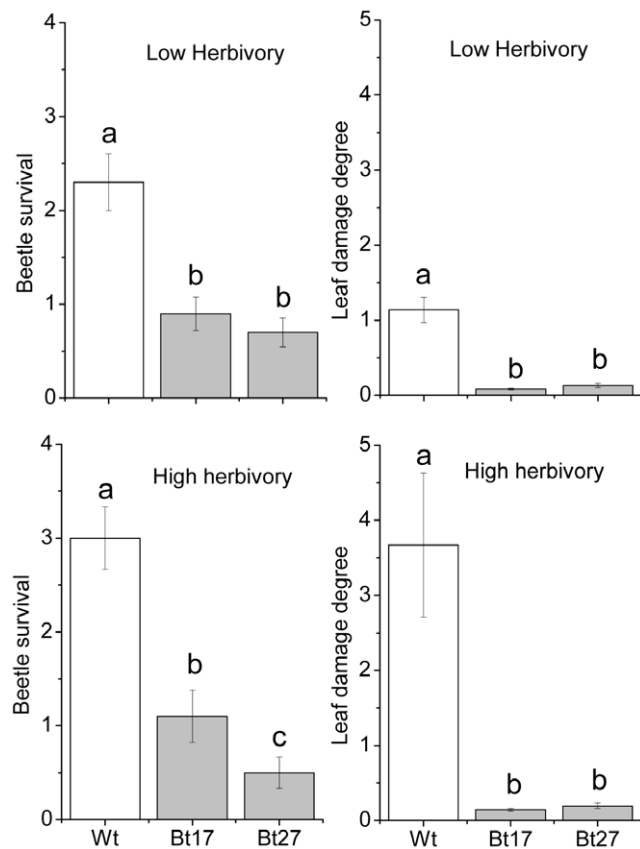 4
3
2
1
0
Beetle survival
Low Herbivory
a
b
b
5
4
3
2
1
0
Leaf damage degree
Low Herbivory
a
b
b
4
3
2
1
0
Beetle survival
High herbivory
a
b
c
Wt Bt17 Bt27
5
4
3
2
1
0
Leaf damage degree
High herbivory
a
b
b
Wt Bt17 Bt27